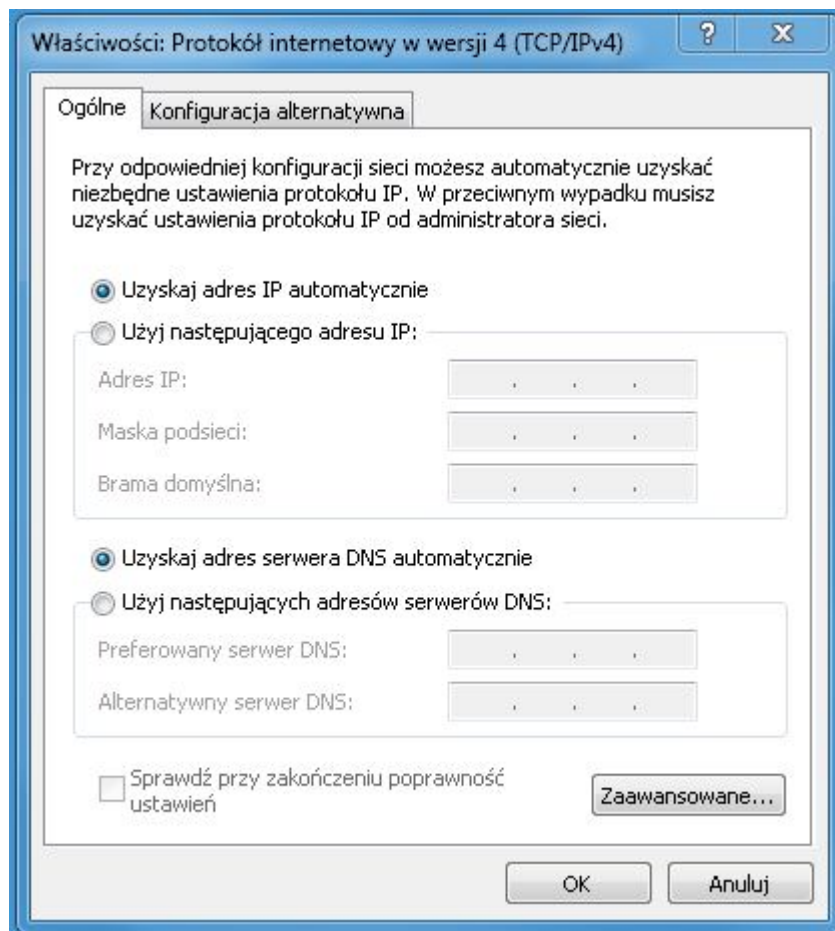 Właściwości: Protokół internetowy w wersji 4 (TCP/IPv4)
Ogólne
Konfiguracja alternatywna
Przy odpowiedniej konfiguracji sieci możesz automatycznie uzyskać
niezbędne ustawienia protokołu IP. W przeciwnym wypadku musisz
uzyskać ustawienia protokołu IP od administratora sieci.
Uzyskaj adres IP automatycznie
Użyj następującego adresu IP:
Adres IP:
Maska podsieci:
Brama domyślna:
Uzyskaj adres serwera DNS automatycznie
Użyj następujących adresów serwerów DNS:
Preferowany serwer DNS:
Alternatywny serwer DNS:
Sprawdź przy zakończeniu poprawność
ustawień
Zaawansowane...
OK
Anuluj